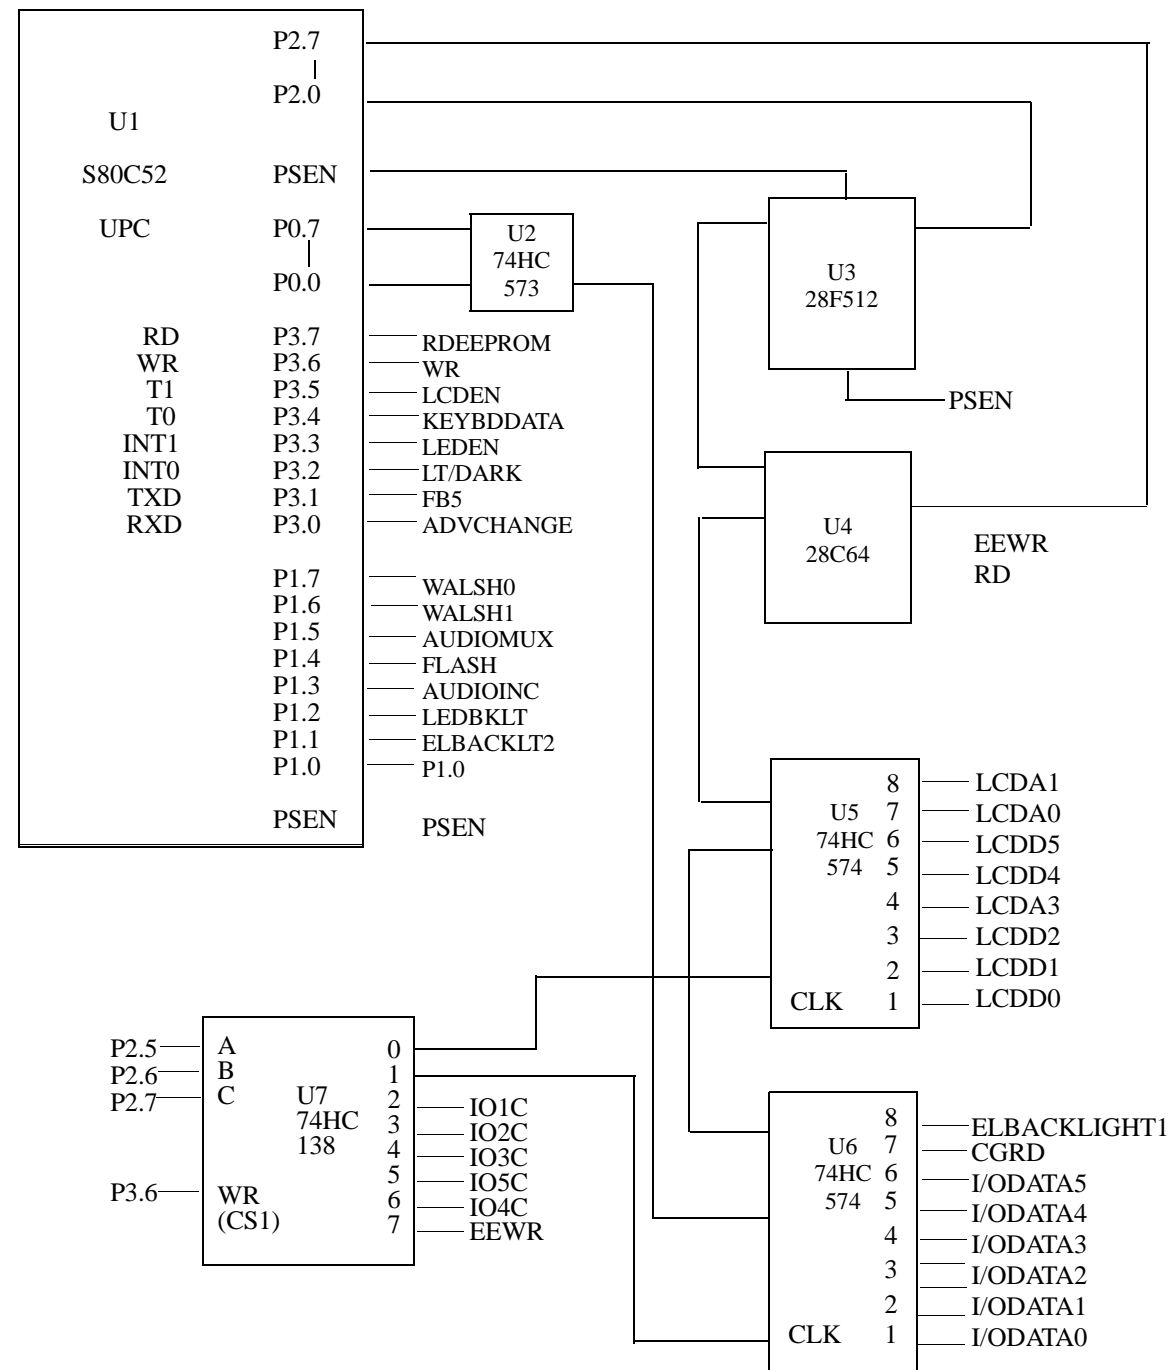 P2.7
P2.0
U1
S80C52
PSEN
UPC
P0.7
P0.0
RD P3.7 RDEEPROM
WR P3.6 WR
T1 P3.5 LCDEN
T0 P3.4 KEYBDDATA
INT1 P3.3 LEDEN
INT0 P3.2 LT/DARK
TXD P3.1 FB5
RXD P3.0 ADVCHANGE
P1.7 WALSH0
P1.6 WALSH1
P1.5 AUDIOMUX
P1.4 FLASH
P1.3 AUDIOINC
P1.2 LEDBKLT
P1.1 ELBACKLT2
P1.0 P1.0
PSEN PSEN
U2
74HC
573
U3
28F512
PSEN
U4
28C64
EEWR
RD
U5
74HC
574
CLK
8 LCDA1
7 LCDA0
6 LCDD5
5 LCDD4
4 LCDA3
3 LCDD2
2 LCDD1
1 LCDD0
P2.5 A
P2.6 B
P2.7 C
P3.6 WR
(CS1)
U7
74HC
138
0
1
2 IO1C
3 IO2C
4 IO3C
5 IO5C
6 IO4C
7 EEWR
U6
74HC
574
CLK
8 ELBACKLIGHT1
7 CGRD
6 I/ODATA5
5 I/ODATA4
4 I/ODATA3
3 I/ODATA2
2 I/ODATA1
1 I/ODATA0